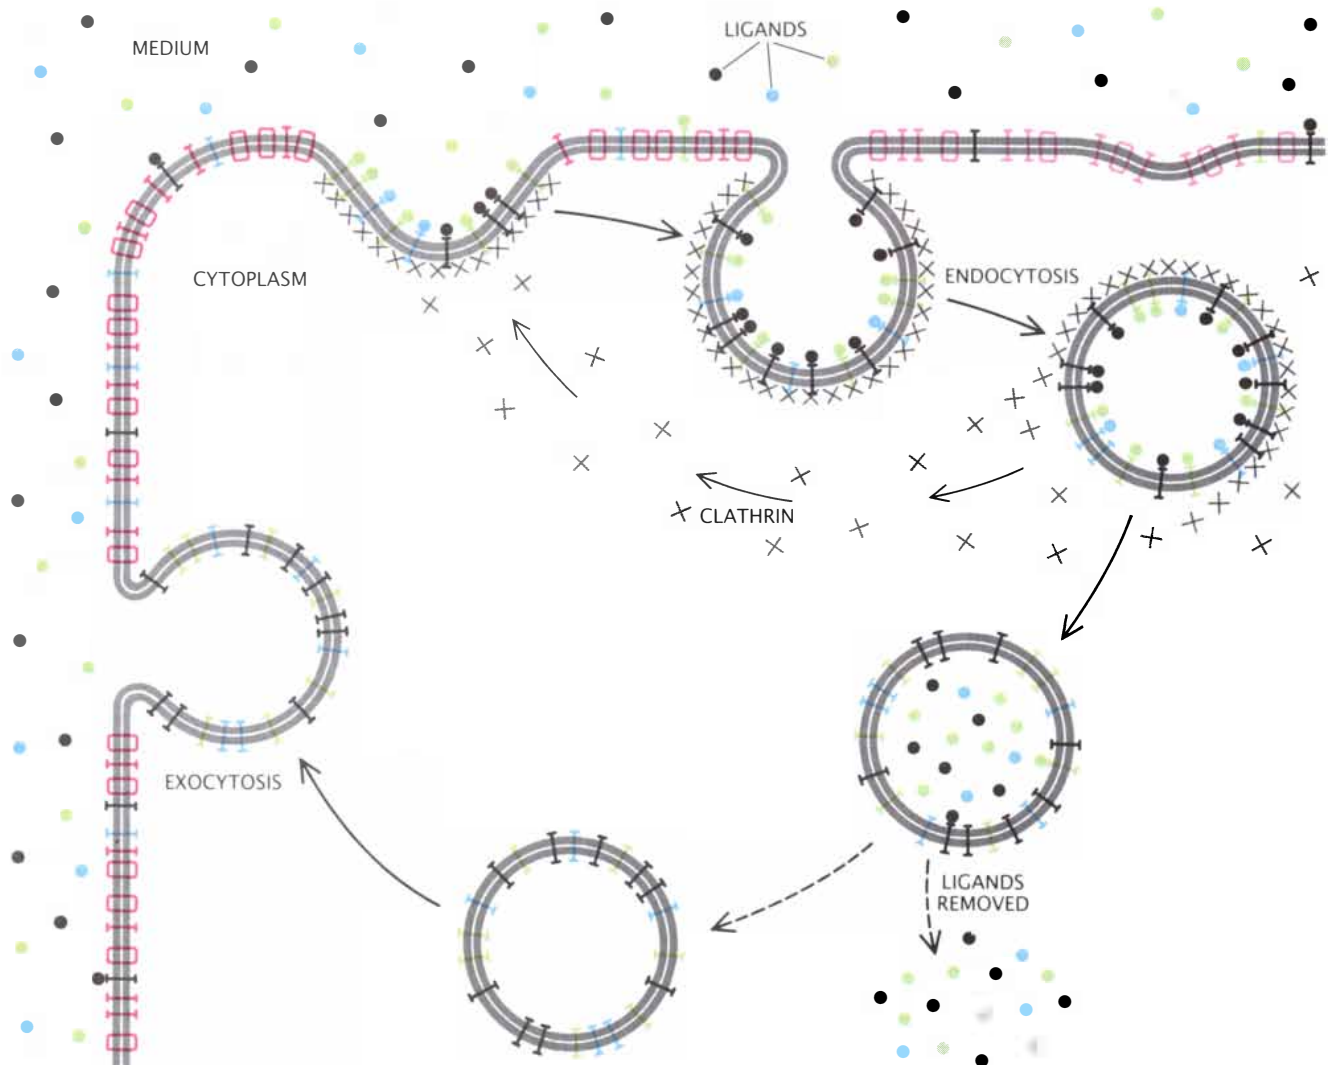 MEDIUM
LIGANDS
CYTOPLASM
ENDOCYTOSIS
CLATHRIN
EXOCYTOSIS
LIGANDS
REMOVED